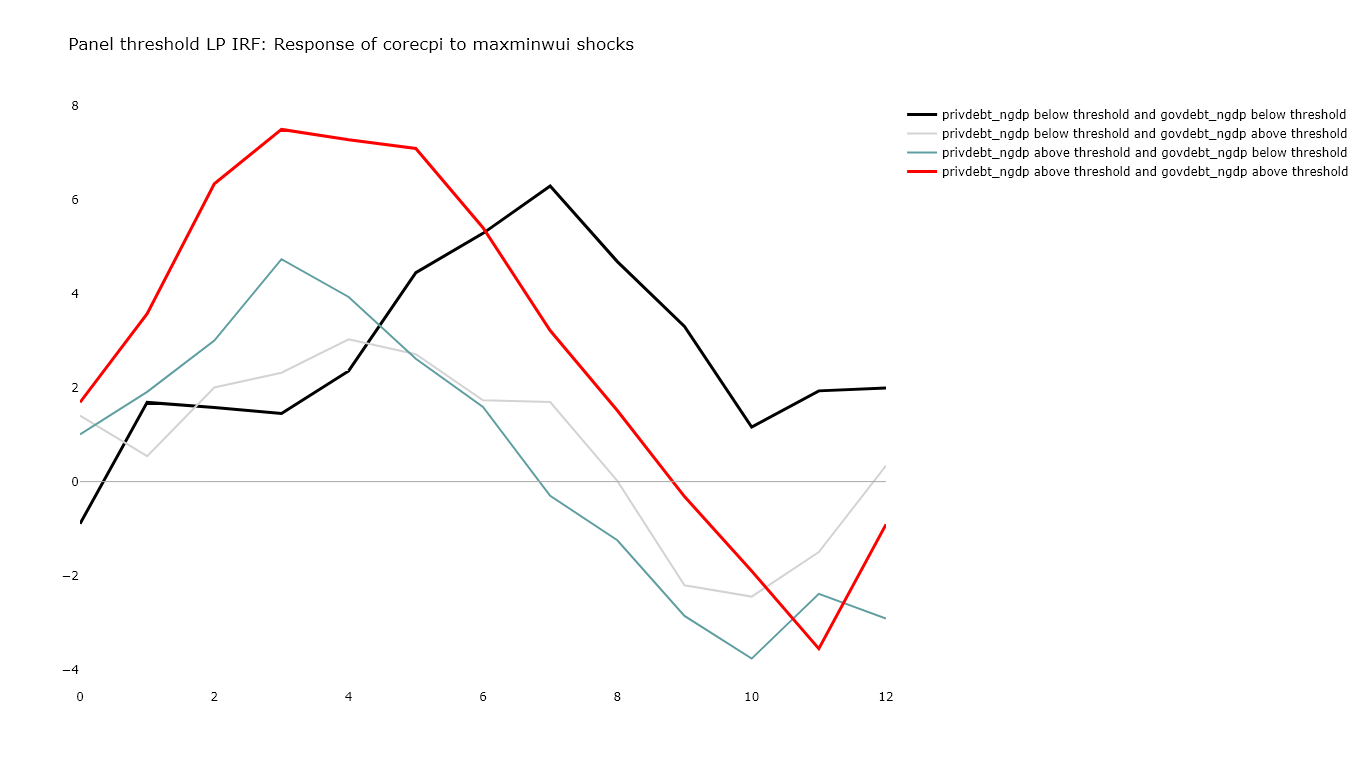 Panel threshold LP IRF: Response of corecpi to maxminwui shocks
privdebt_ngdp below threshold and govdebt_ngdp below threshold
privdebt_ngdp below threshold and govdebt_ngdp above threshold
privdebt_ngdp above threshold and govdebt_ngdp below threshold
privdebt_ngdp above threshold and govdebt_ngdp above threshold
8
6
4
2
0
−2
−4
0 2 4 6 8 10 12